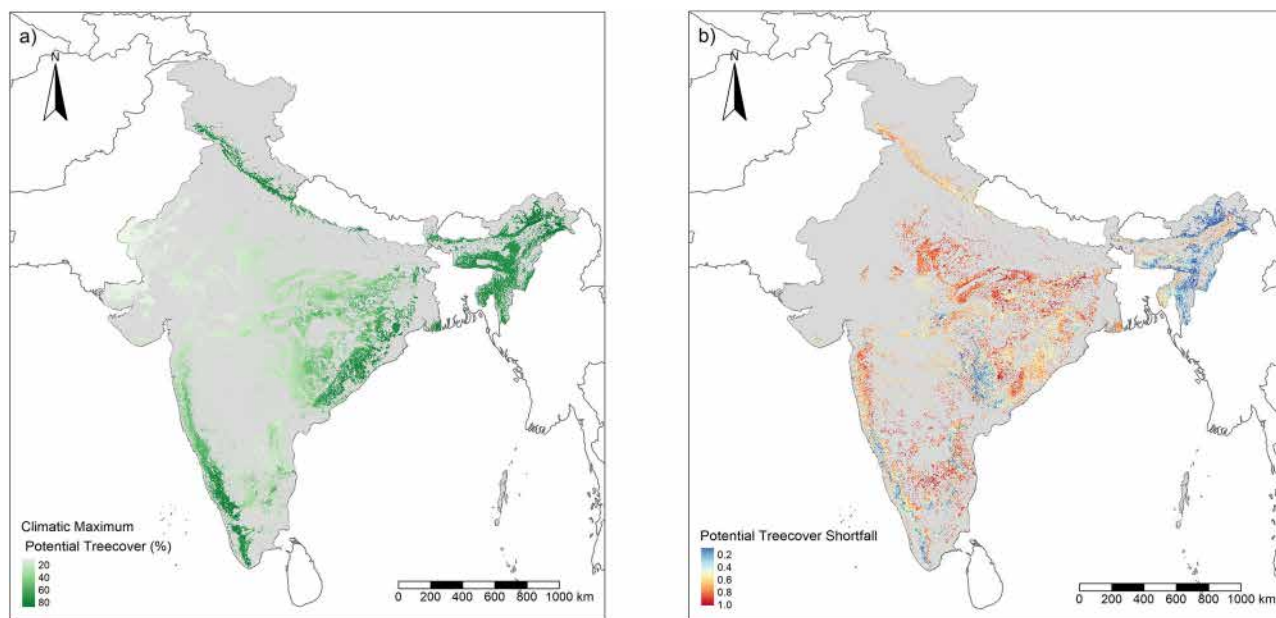 a)
N
Climatic Maximum
Potential Treecover (%)
20
40
60
80
0 200 400 600 800 1000 km
b)
N
Potential Treecover Shortfall
0.2
0.4
0.6
0.8
1.0
0 200 400 600 800 1000 km